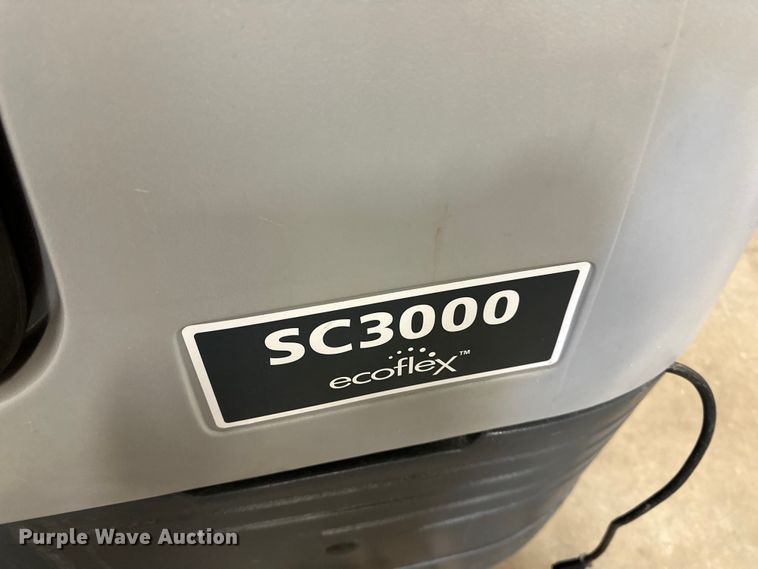 SC3000
ecoflex™
Purple Wave Auction®